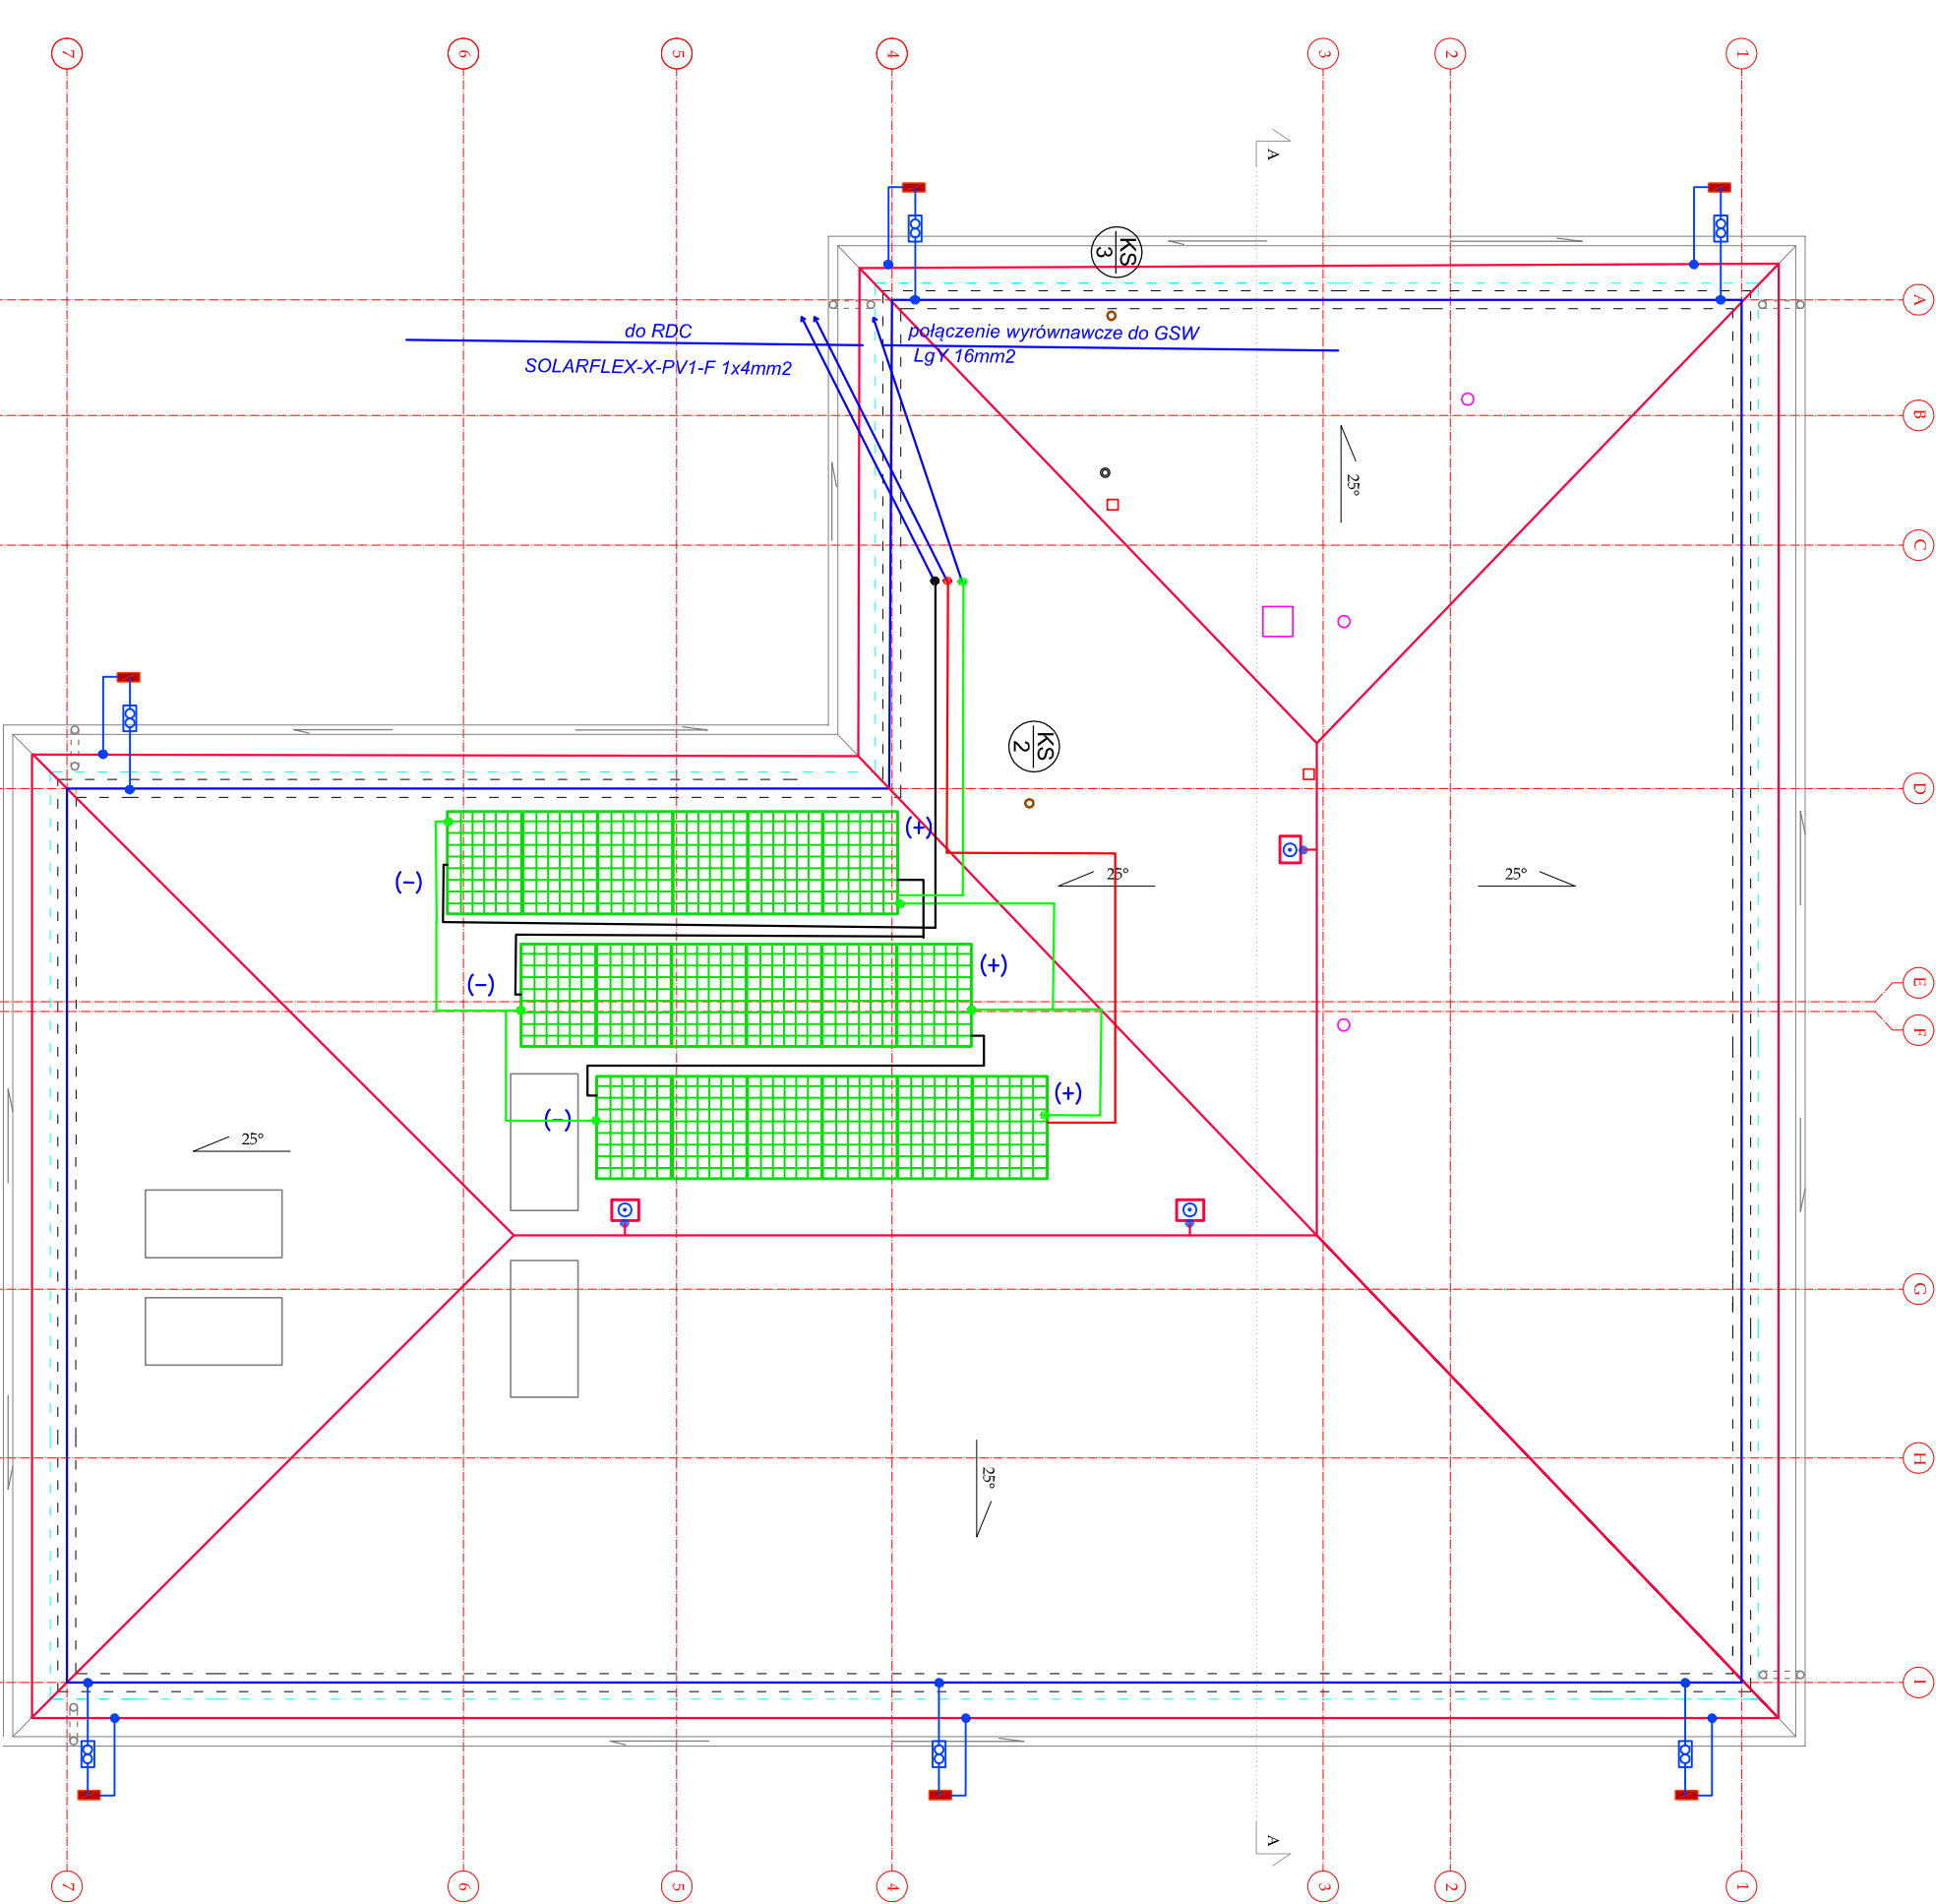 7
6
5
4
3
2
1
A
KS
3
A
do RDC
połączenie wyrównawcze do GSW
SOLARFLEX-X-PV1-F 1x4mm2
LgY 16mm2
B
25°
C
KS
2
D
(+)
(-)
25°
25°
(+)
(-)
E
F
(+)
(-)
25°
G
H
25°
I
A
7
6
5
4
3
2
1